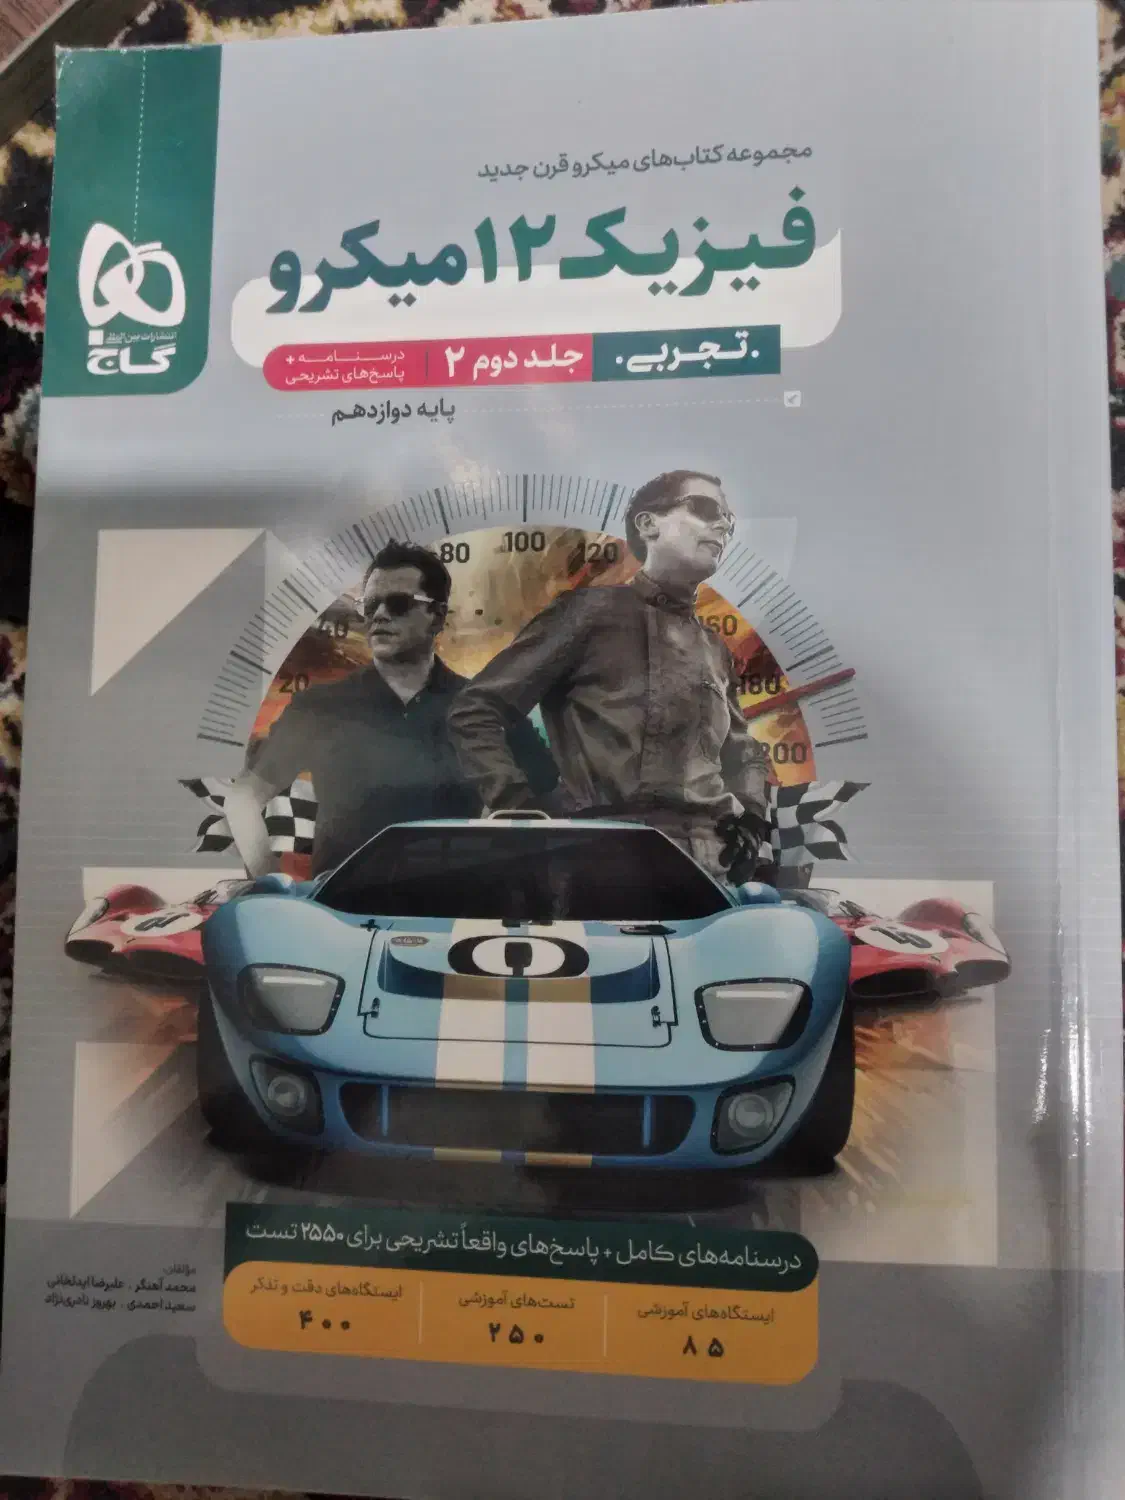 مجموعه کتاب‌های میکرو قرن جدید
فیزیک ۱۲ میکرو
.تجربی.
جلد دوم ۲
درسنامه +
پاسخ‌های تشریحی
پایه دوازدهم
انتشارات بین‌المللی
گاج
20
40
80
100
120
160
180
200
درسنامه‌های کامل + پاسخ‌های واقعاً تشریحی برای ۲۵۵۰ تست
ایستگاه‌های آموزشی
۸۵
تست‌های آموزشی
۲۵۰
ایستگاه‌های دقت و تذکر
۴۰۰
مؤلفان:
محمد آهنگر . علیرضا ایدلخانی
سعید احمدی . بهروز نادری‌نژاد